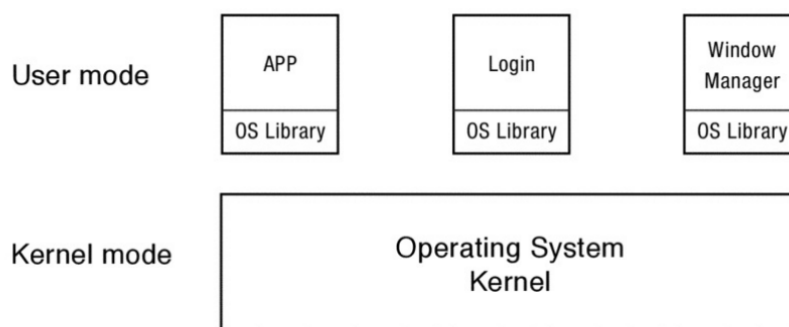 User mode
APP
OS Library
Login
OS Library
Window
Manager
OS Library
Kernel mode
Operating System
Kernel